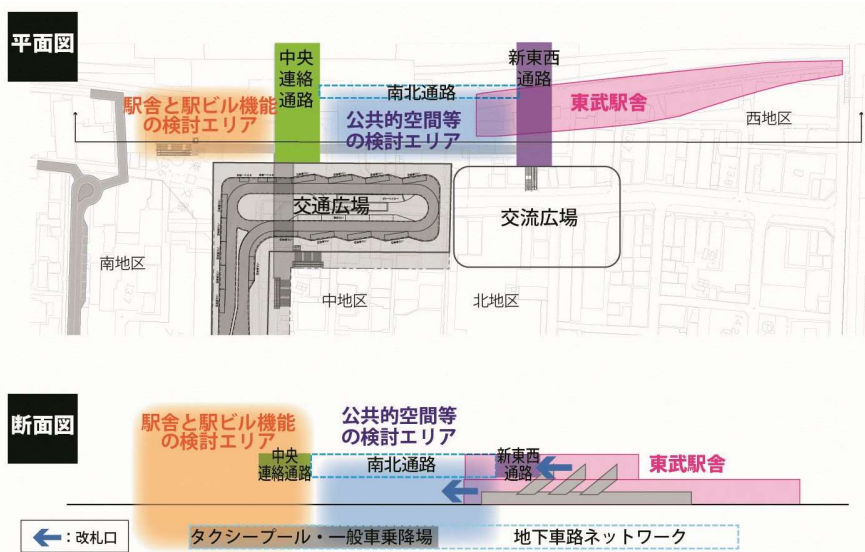 平面図
中央
連絡
通路
新東西
通路
南北通路
東武駅舎
駅舎と駅ビル機能
の検討エリア
公共的空間等
の検討エリア
西地区
交通広場
交流広場
南地区
中地区
北地区
断面図
駅舎と駅ビル機能
の検討エリア
公共的空間等
の検討エリア
中央
連絡通路
南北通路
新東西
通路
東武駅舎
:改札口
タクシープール・一般車乗降場
地下車路ネットワーク